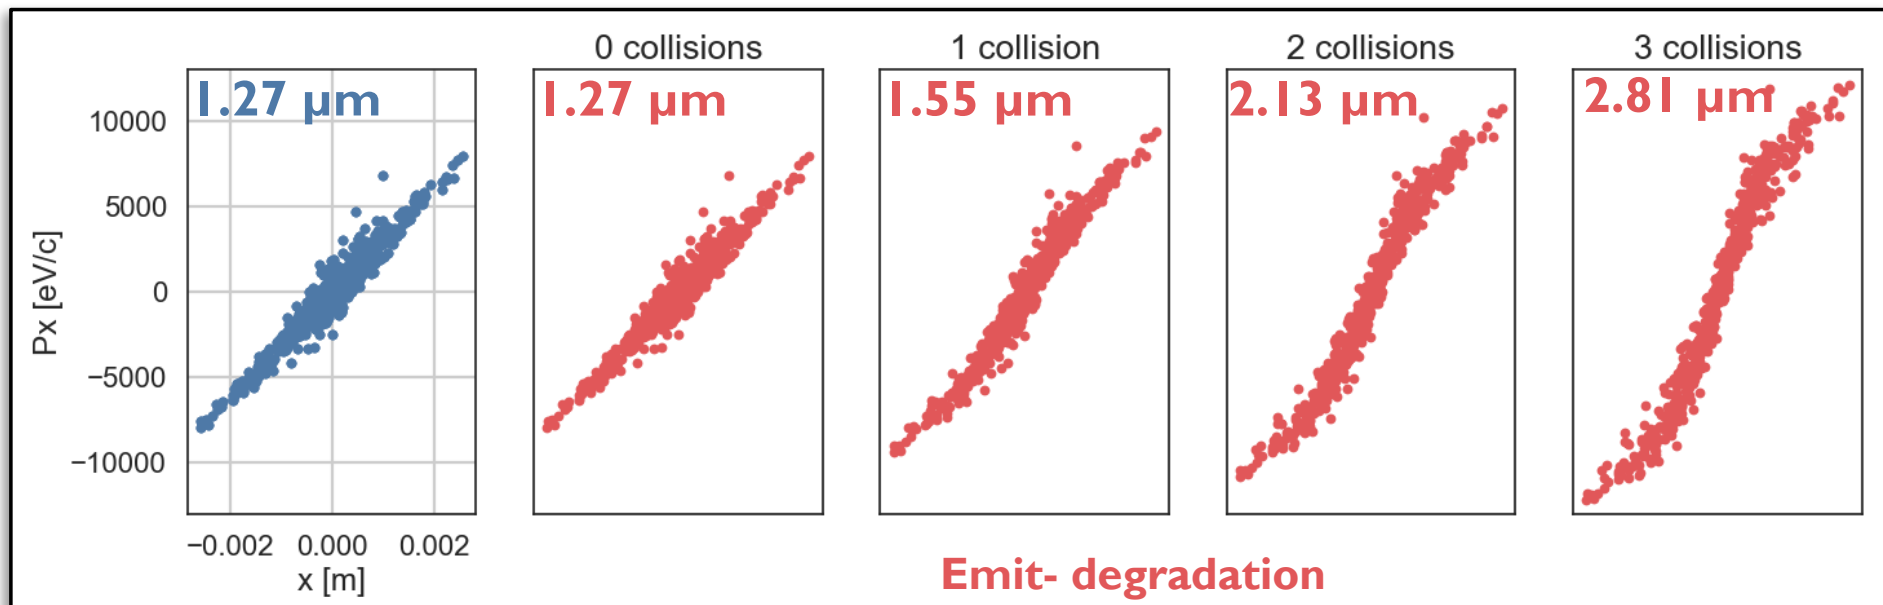 0 collisions
1 collision
2 collisions
3 collisions
1.27 µm
1.27 µm
1.55 µm
2.13 µm
2.81 µm
10000
5000
0
−5000
−10000
Px [eV/c]
−0.002 0.000 0.002
x [m]
Emit- degradation